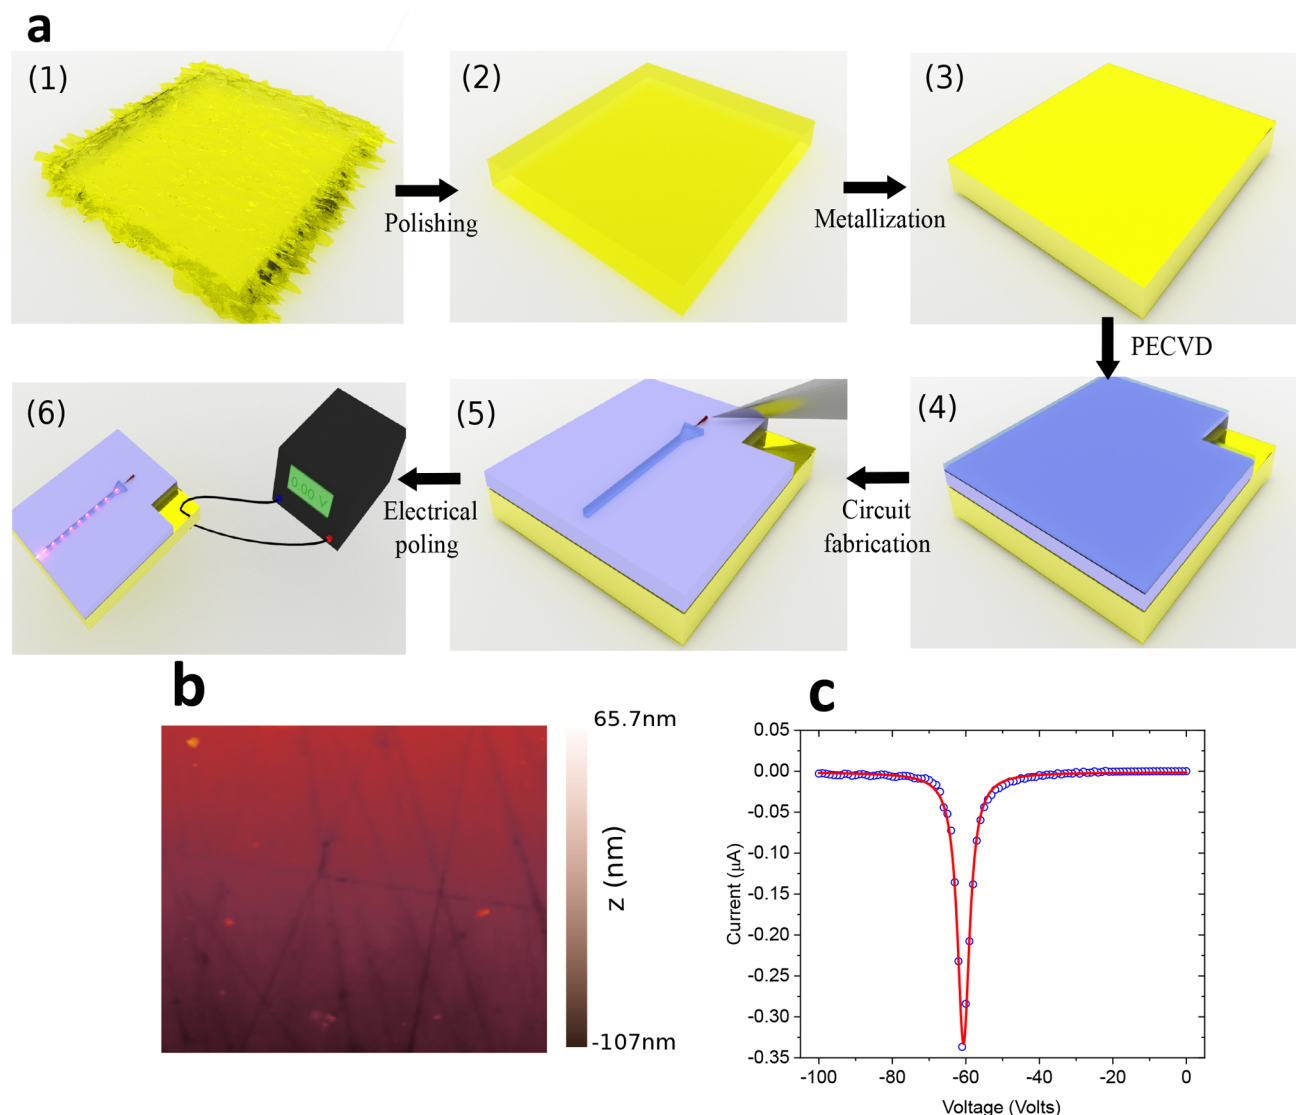 a
(1)
Polishing
(2)
Metallization
(3)
PECVD
(6)
0.00 V
Electrical
poling
(5)
Circuit
fabrication
(4)
b
65.7nm
z (nm)
-107nm
c
0.05
0.00
-0.05
-0.10
-0.15
-0.20
-0.25
-0.30
-0.35
Current (μA)
-100
-80
-60
-40
-20
0
Voltage (Volts)